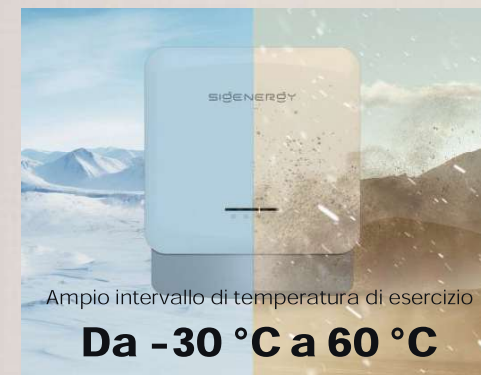 SIGENERGY
Ampio intervallo di temperatura di esercizio
Da -30 °C a 60 °C